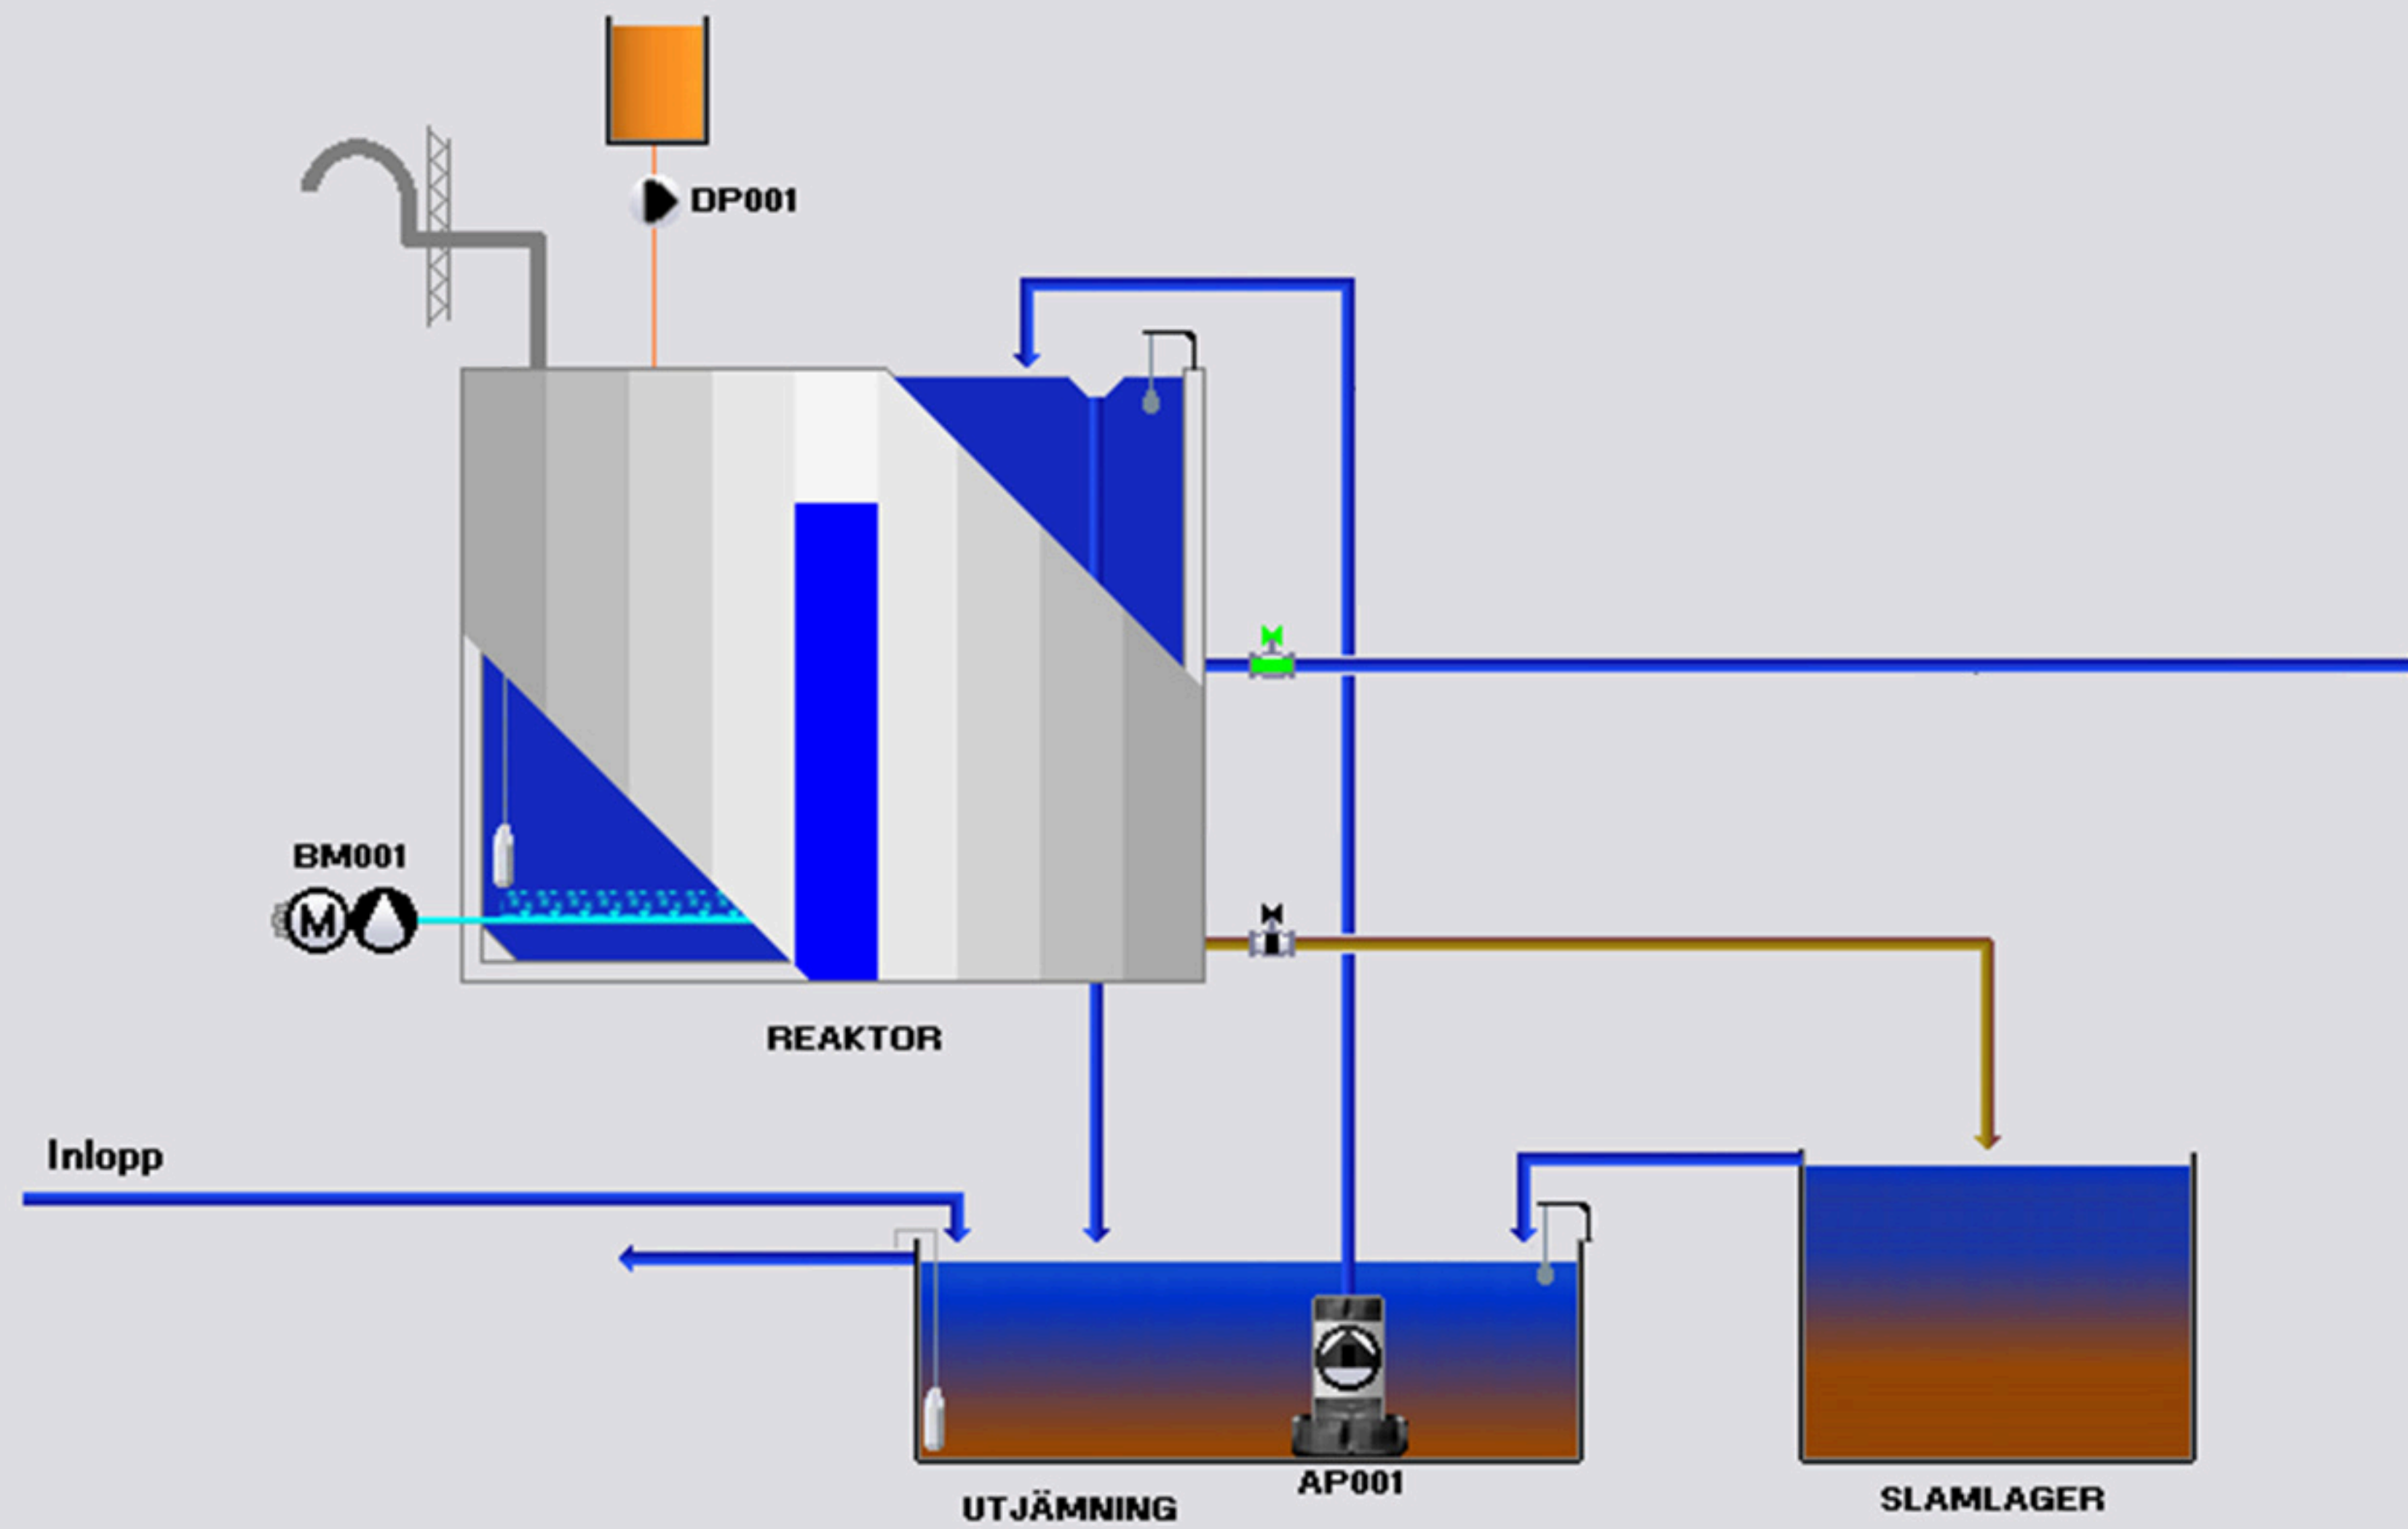 DP001
BM001
M
REAKTOR
Inlopp
AP001
UTJÄMNING
SLAMLAGER